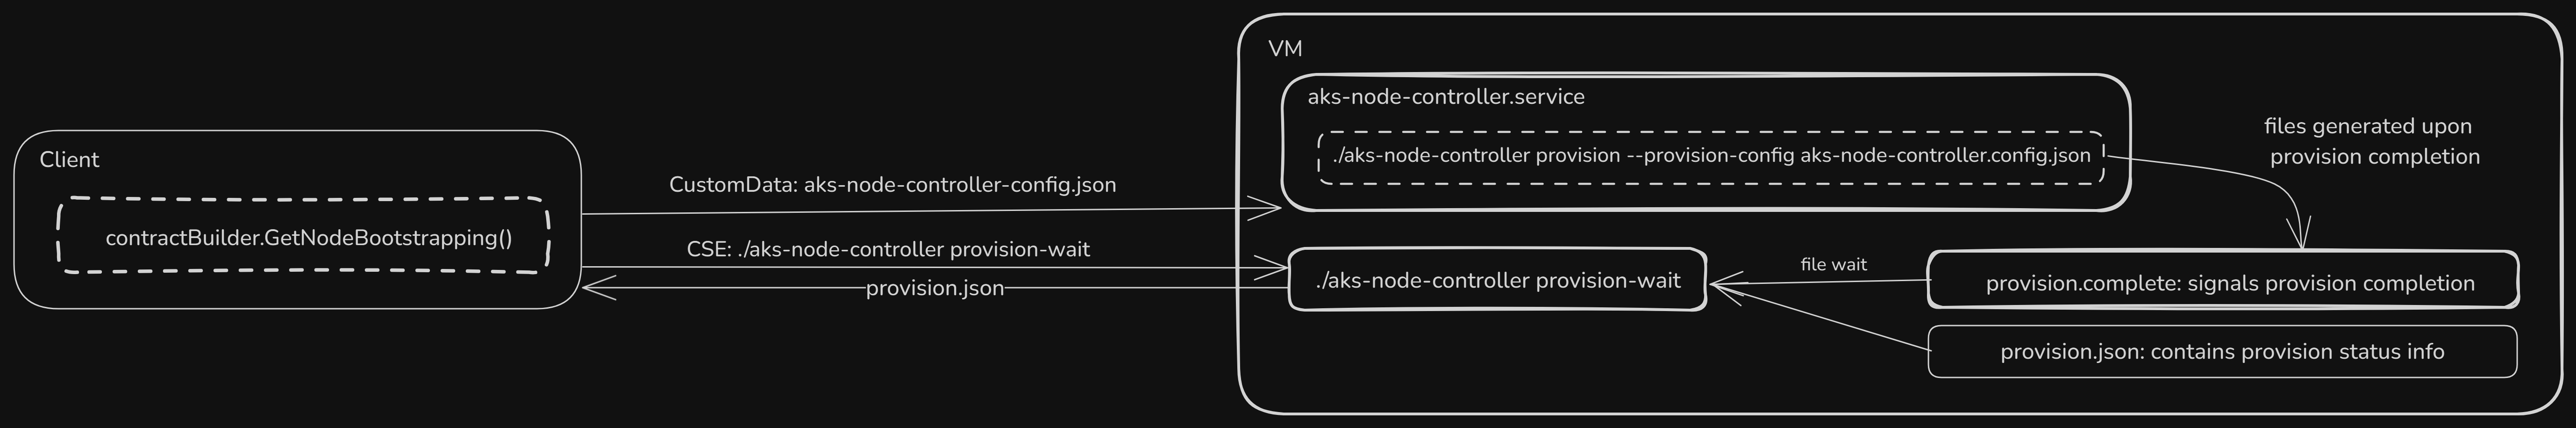 VM
aks-node-controller.service
./aks-node-controller provision --provision-config aks-node-controller.config.json
files generated upon
provision completion
Client
contractBuilder.GetNodeBootstrapping()
CustomData: aks-node-controller-config.json
CSE: ./aks-node-controller provision-wait
provision.json
./aks-node-controller provision-wait
file wait
provision.complete: signals provision completion
provision.json: contains provision status info